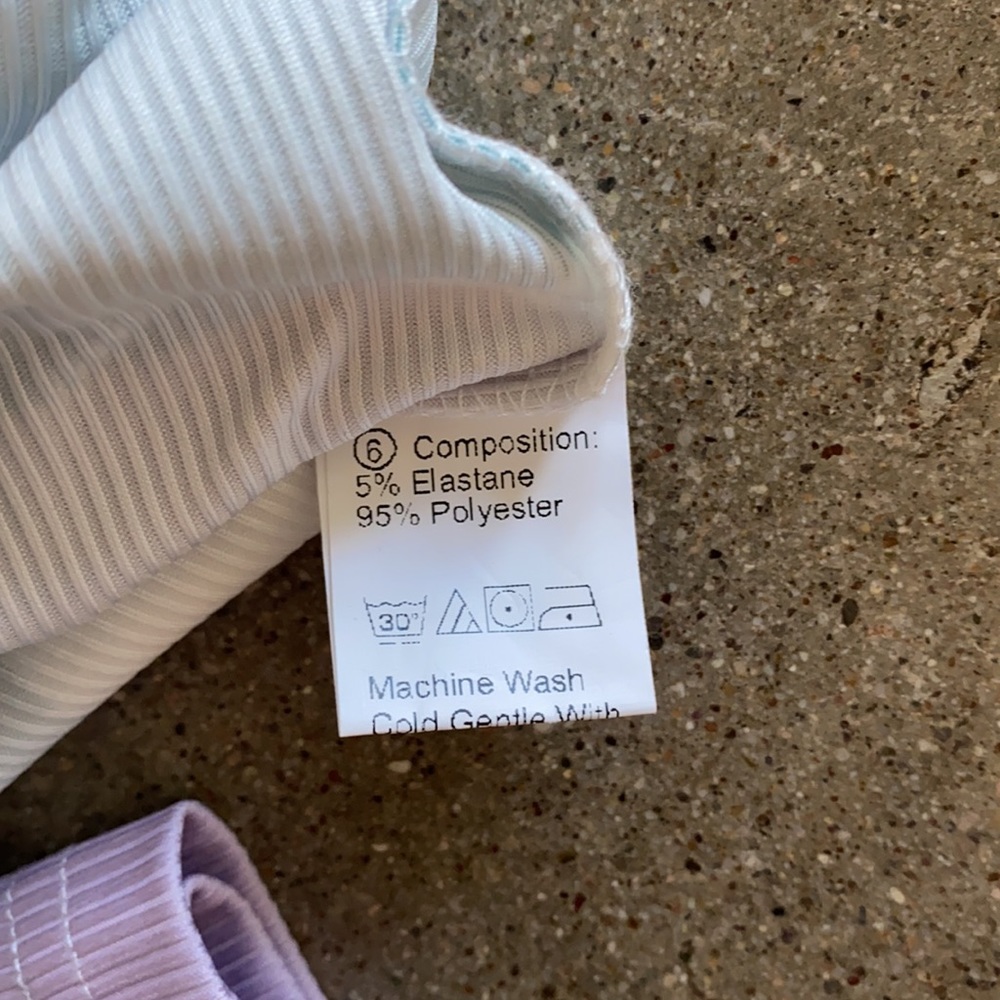 ⑥ Composition:
5% Elastane
95% Polyester
30°
Machine Wash
Cold Gentle With